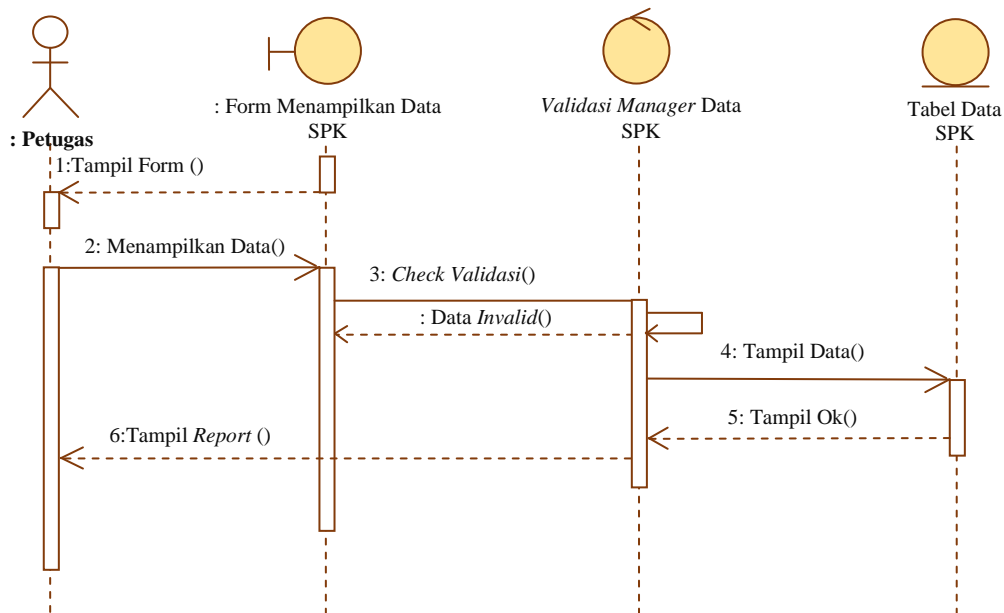 : Petugas
: Form Menampilkan Data
SPK
Validasi Manager Data
SPK
Tabel Data
SPK
1:Tampil Form ()
2: Menampilkan Data()
3: Check Validasi()
: Data Invalid()
4: Tampil Data()
5: Tampil Ok()
6:Tampil Report ()